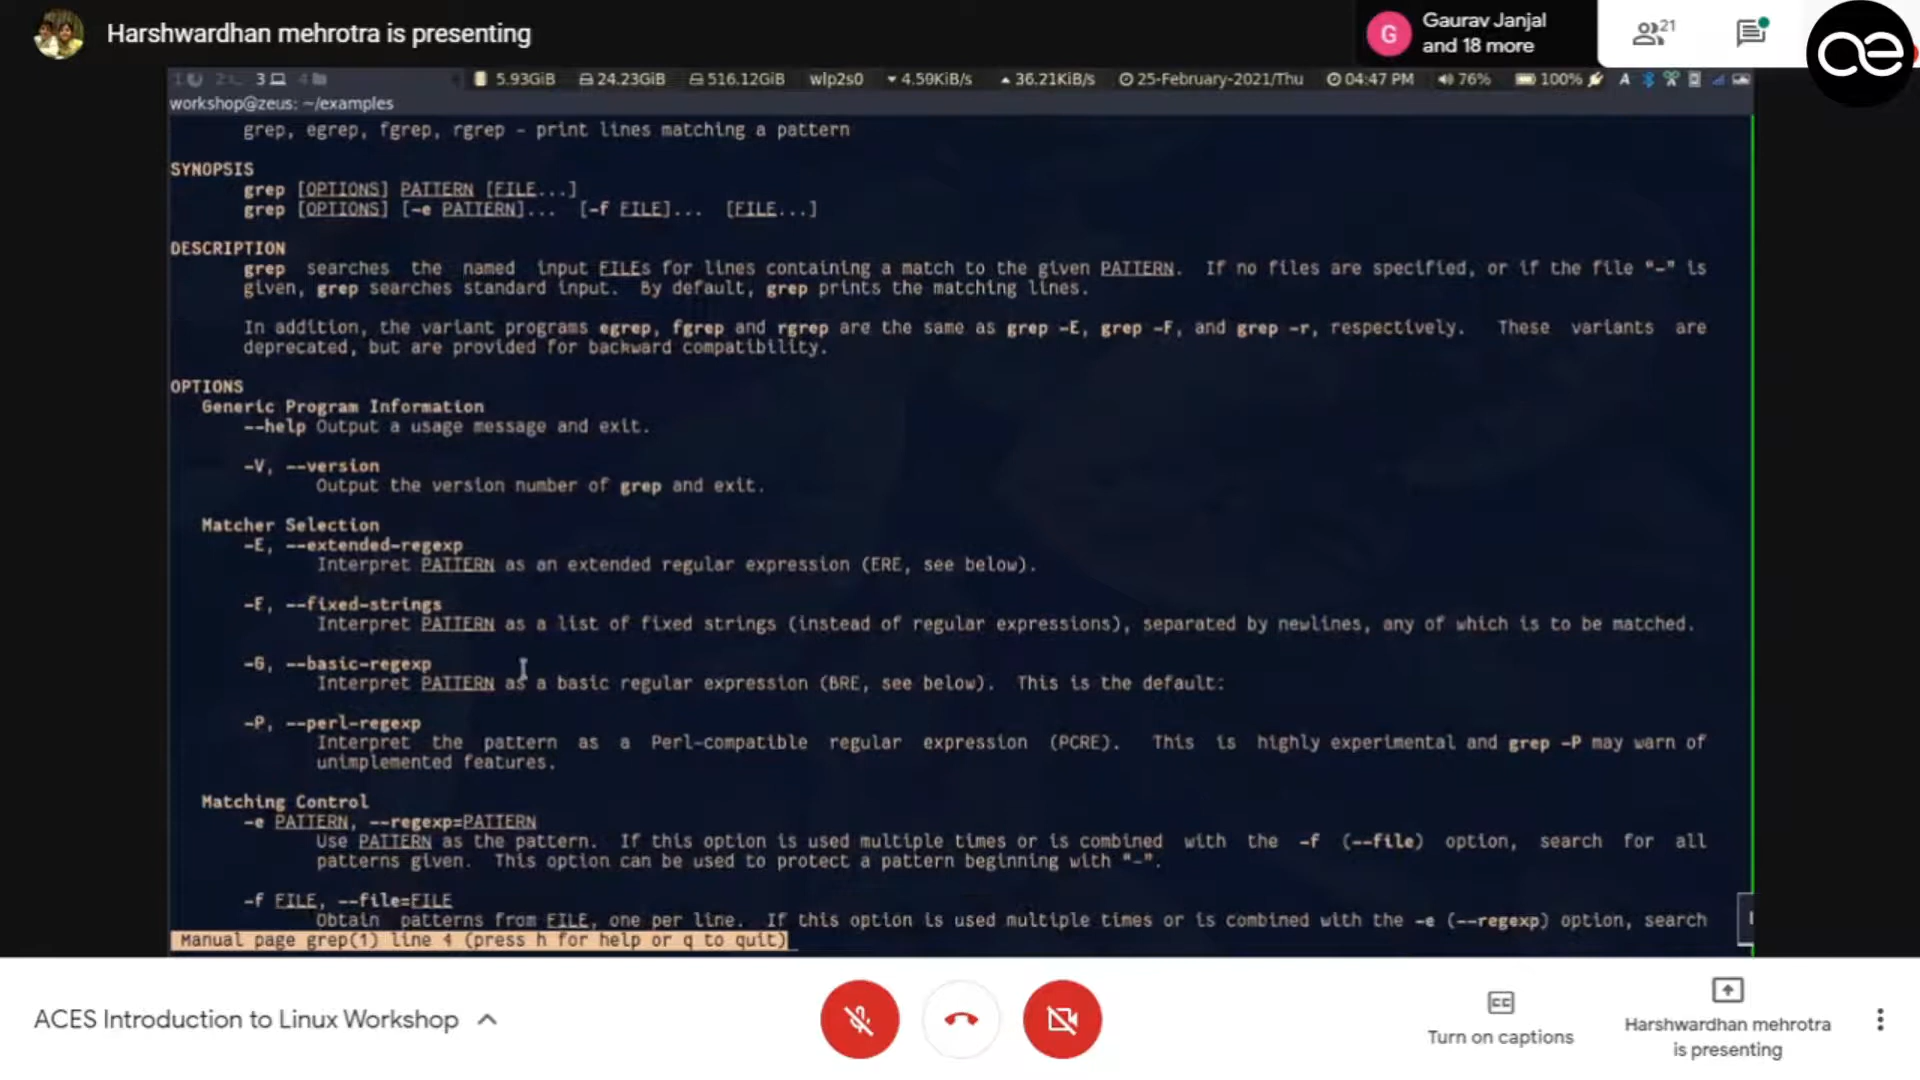 Harshwardhan mehrotra is presenting
G
Gaurav Janjal
and 18 more
21
1 2 3 4
5.93GiB 24.23GiB 516.12GiB wlp2s0 4.59KiB/s 36.21KiB/s 25-February-2021/Thu 04:47 PM 76% 100% A
workshop@zeus: ~/examples
grep, egrep, fgrep, rgrep - print lines matching a pattern
SYNOPSIS
grep [OPTIONS] PATTERN [FILE...]
grep [OPTIONS] [-e PATTERN]... [-f FILE]... [FILE...]
DESCRIPTION
grep searches the named input FILEs for lines containing a match to the given PATTERN. If no files are specified, or if the file "-" is
given, grep searches standard input. By default, grep prints the matching lines.
In addition, the variant programs egrep, fgrep and rgrep are the same as grep -E, grep -F, and grep -r, respectively. These variants are
deprecated, but are provided for backward compatibility.
OPTIONS
Generic Program Information
--help Output a usage message and exit.
-V, --version
Output the version number of grep and exit.
Matcher Selection
-E, --extended-regexp
Interpret PATTERN as an extended regular expression (ERE, see below).
-F, --fixed-strings
Interpret PATTERN as a list of fixed strings (instead of regular expressions), separated by newlines, any of which is to be matched.
-G, --basic-regexp
Interpret PATTERN as a basic regular expression (BRE, see below). This is the default.
-P, --perl-regexp
Interpret the pattern as a Perl-compatible regular expression (PCRE). This is highly experimental and grep -P may warn of
unimplemented features.
Matching Control
-e PATTERN, --regexp=PATTERN
Use PATTERN as the pattern. If this option is used multiple times or is combined with the -f (--file) option, search for all
patterns given. This option can be used to protect a pattern beginning with "-".
-f FILE, --file=FILE
Obtain patterns from FILE, one per line. If this option is used multiple times or is combined with the -e (--regexp) option, search
Manual page grep(1) line 4 (press h for help or q to quit)
ACES Introduction to Linux Workshop
CC
Turn on captions
Harshwardhan mehrotra
is presenting